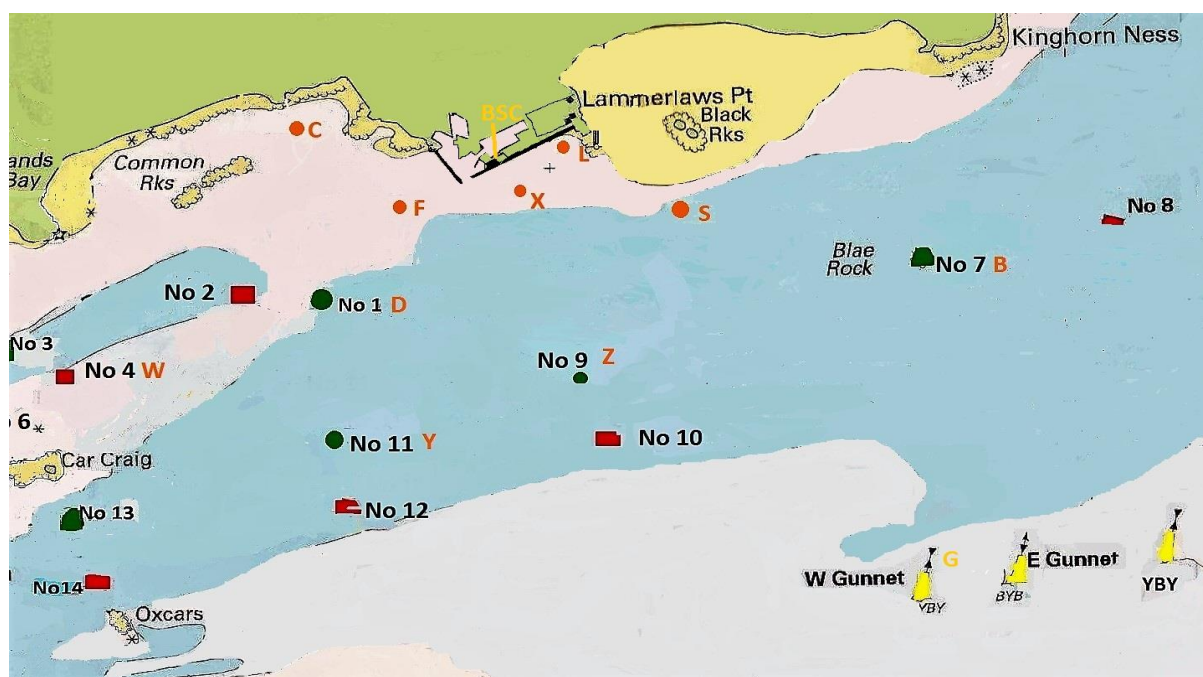 Kinghorn Ness
BSC
Lammerlaws Pt
Black
Rks
C
L
Common
Rks
ands
Bay
X
F
S
No 8
Blae
Rock
No 7 B
No 2
No 1 D
No 3
No 4 W
No 9 Z
6
No 11 Y
No 10
Car Craig
No 13
No 12
No14
W Gunnet
G
E Gunnet
YBY
BYB
YBY
Oxcars